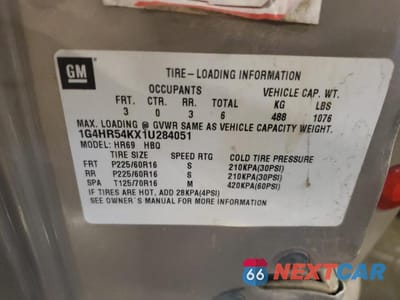 GM
TIRE-LOADING INFORMATION
OCCUPANTS VEHICLE CAP. WT.
FRT. CTR. RR. TOTAL KG LBS
3 0 3 6 488 1076
MAX. LOADING @ GVWR SAME AS VEHICLE CAPACITY WEIGHT.
1G4HR54KX1U284051
MODEL: HR69 HBQ
TIRE SIZE SPEED RTG COLD TIRE PRESSURE
FRT P225/60R16 S 210KPA(30PSI)
RR P225/60R16 S 210KPA(30PSI)
SPA T125/70R16 M 420KPA(60PSI)
IF TIRES ARE HOT, ADD 28KPA(4PSI)
SEE OWNER'S MANUAL FOR MORE INFORMATION
66 NEXTCAR